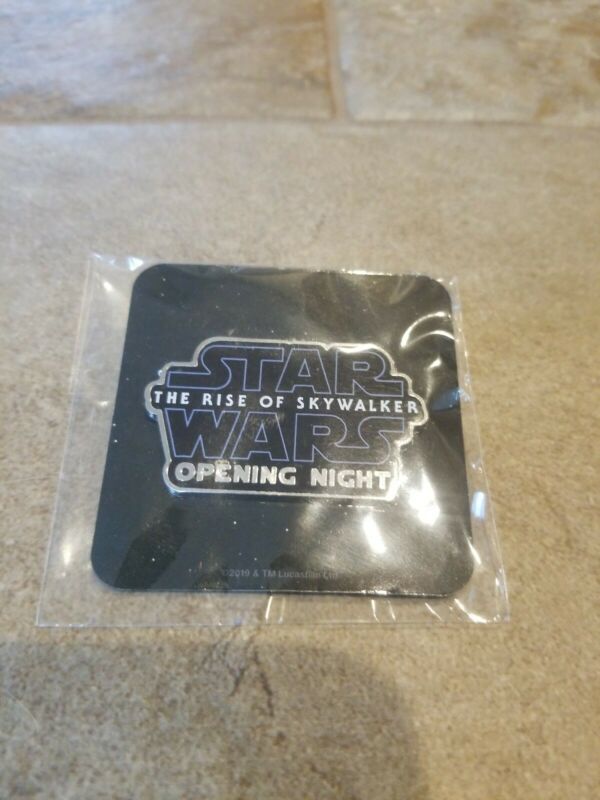 STAR
THE RISE OF SKYWALKER
WARS
OPENING NIGHT
©2019 & TM Lucasfilm Ltd.